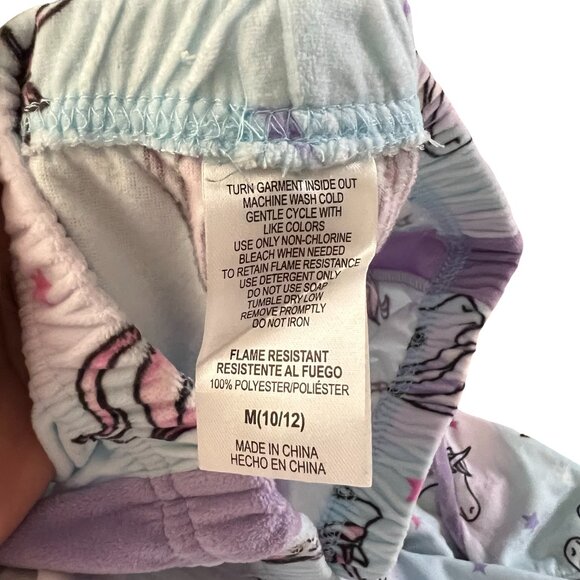 TURN GARMENT INSIDE OUT
MACHINE WASH COLD
GENTLE CYCLE WITH
LIKE COLORS
USE ONLY NON-CHLORINE
BLEACH WHEN NEEDED
TO RETAIN FLAME RESISTANCE
USE DETERGENT ONLY
DO NOT USE SOAP
TUMBLE DRY LOW
REMOVE PROMPTLY
DO NOT IRON
FLAME RESISTANT
RESISTENTE AL FUEGO
100% POLYESTER/POLIÉSTER
M(10/12)
MADE IN CHINA
HECHO EN CHINA